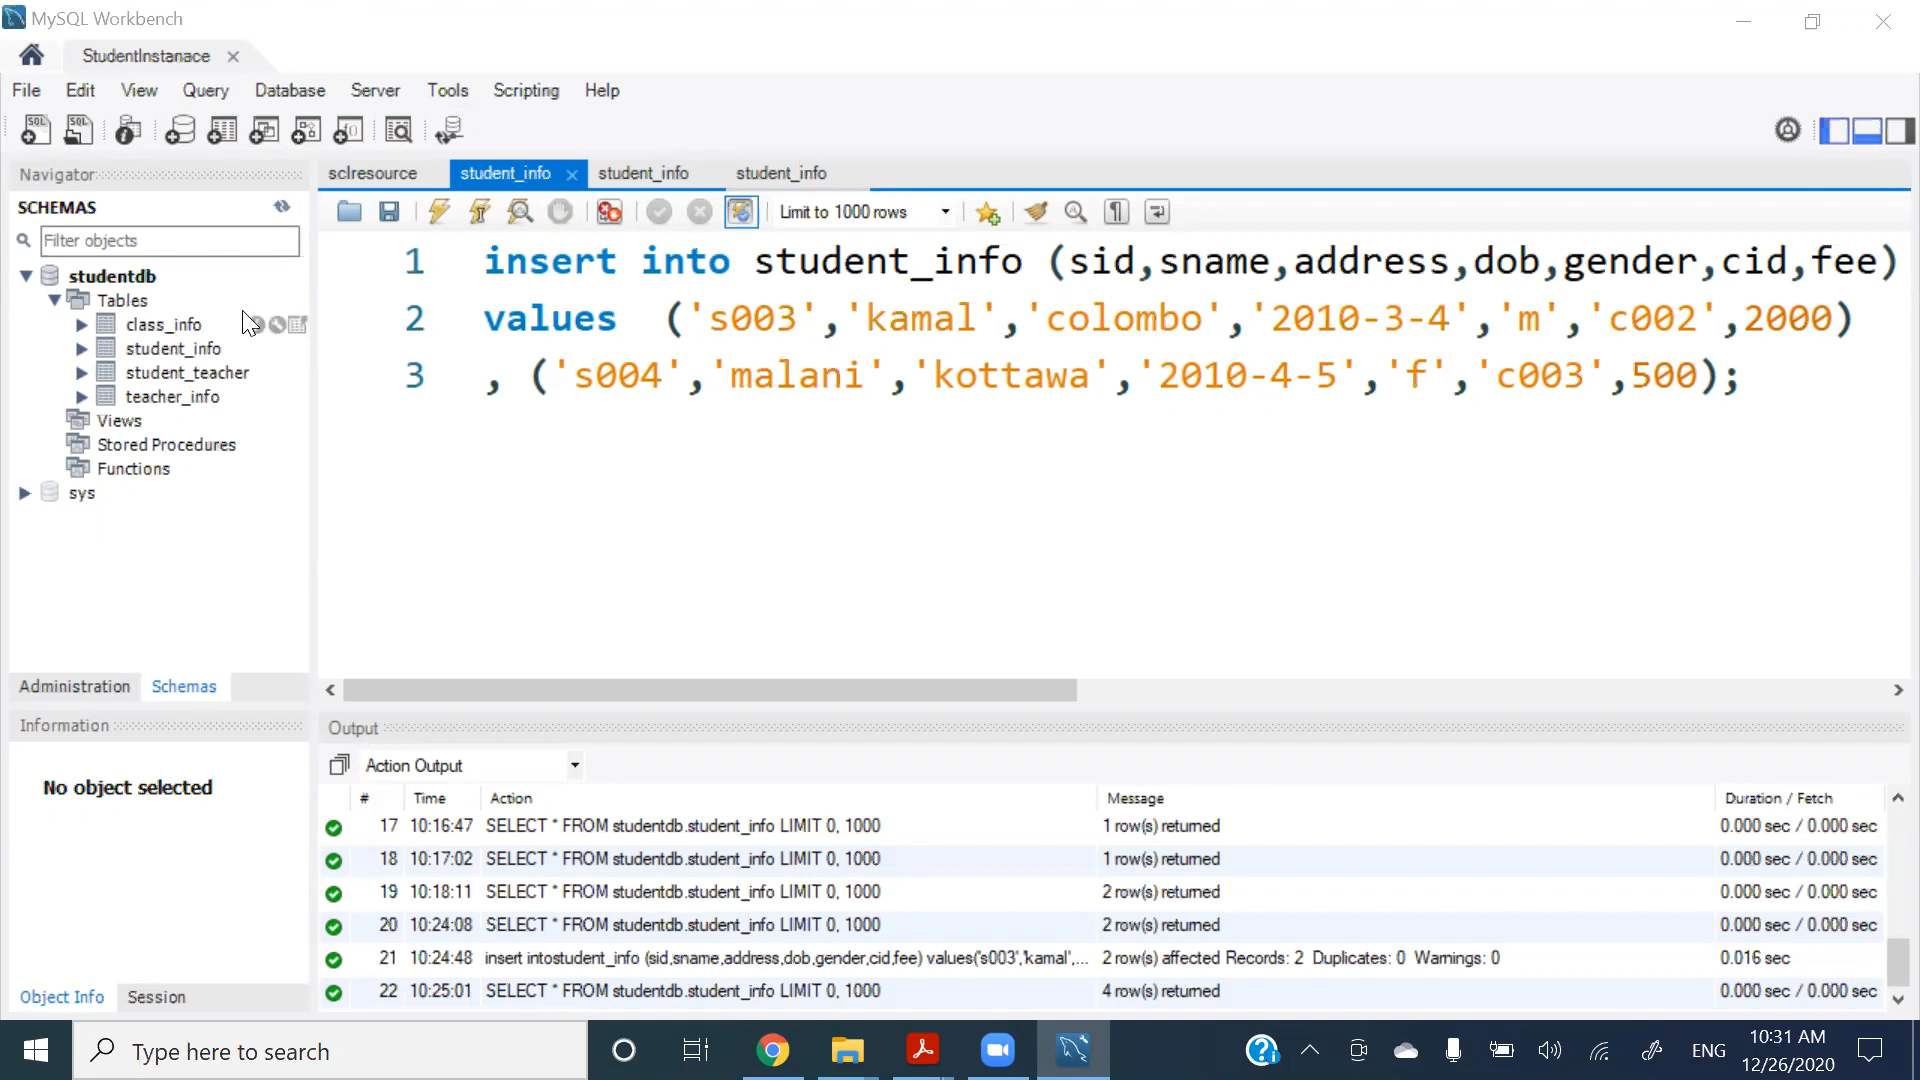 MySQL Workbench
StudentInstanace
File Edit View Query Database Server Tools Scripting Help
Navigator
SCHEMAS
Filter objects
studentdb
Tables
class_info
student_info
student_teacher
teacher_info
Views
Stored Procedures
Functions
sys
Administration Schemas
Information
No object selected
Object Info Session
sclresource student_info student_info student_info
Limit to 1000 rows
1 insert into student_info (sid,sname,address,dob,gender,cid,fee)
2 values ('s003','kamal','colombo','2010-3-4','m','c002',2000)
3 , ('s004','malani','kottawa','2010-4-5','f','c003',500);
Output
Action Output
# Time Action Message Duration / Fetch
17 10:16:47 SELECT * FROM studentdb.student_info LIMIT 0, 1000 1 row(s) returned 0.000 sec / 0.000 sec
18 10:17:02 SELECT * FROM studentdb.student_info LIMIT 0, 1000 1 row(s) returned 0.000 sec / 0.000 sec
19 10:18:11 SELECT * FROM studentdb.student_info LIMIT 0, 1000 2 row(s) returned 0.000 sec / 0.000 sec
20 10:24:08 SELECT * FROM studentdb.student_info LIMIT 0, 1000 2 row(s) returned 0.000 sec / 0.000 sec
21 10:24:48 insert intostudent_info (sid,sname,address,dob,gender,cid,fee) values('s003','kamal',... 2 row(s) affected Records: 2 Duplicates: 0 Warnings: 0 0.016 sec
22 10:25:01 SELECT * FROM studentdb.student_info LIMIT 0, 1000 4 row(s) returned 0.000 sec / 0.000 sec
Type here to search
ENG
10:31 AM
12/26/2020